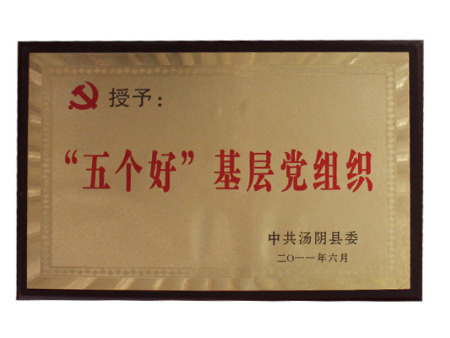 授予：
“五个好”基层党组织
中共汤阴县委
二〇一一年六月